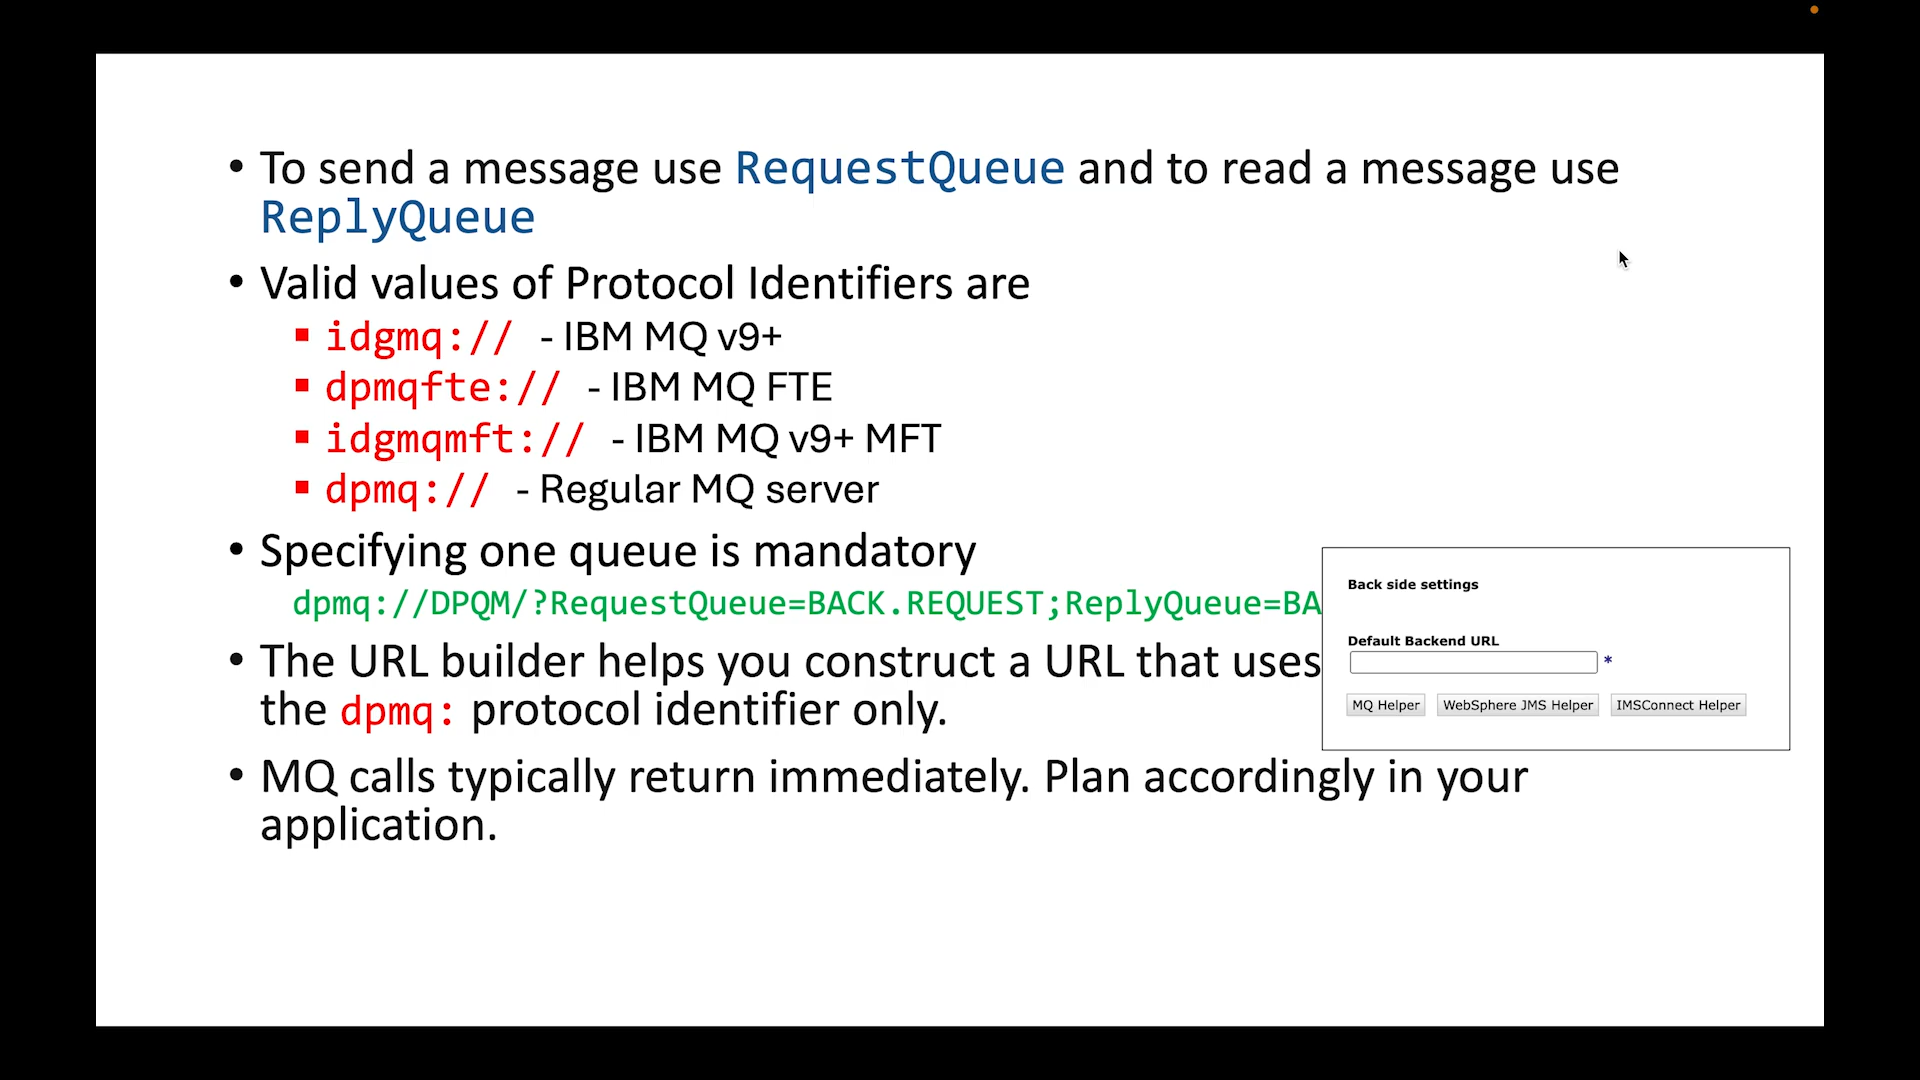 • To send a message use RequestQueue and to read a message use
ReplyQueue
• Valid values of Protocol Identifiers are
▪ idgmq:// - IBM MQ v9+
▪ dpmqfte:// - IBM MQ FTE
▪ idgmqmft:// - IBM MQ v9+ MFT
▪ dpmq:// - Regular MQ server
• Specifying one queue is mandatory
dpmq://DPQM/?RequestQueue=BACK.REQUEST;ReplyQueue=BA
• The URL builder helps you construct a URL that uses
the dpmq: protocol identifier only.
• MQ calls typically return immediately. Plan accordingly in your
application.
Back side settings
Default Backend URL
*
MQ Helper WebSphere JMS Helper IMSConnect Helper